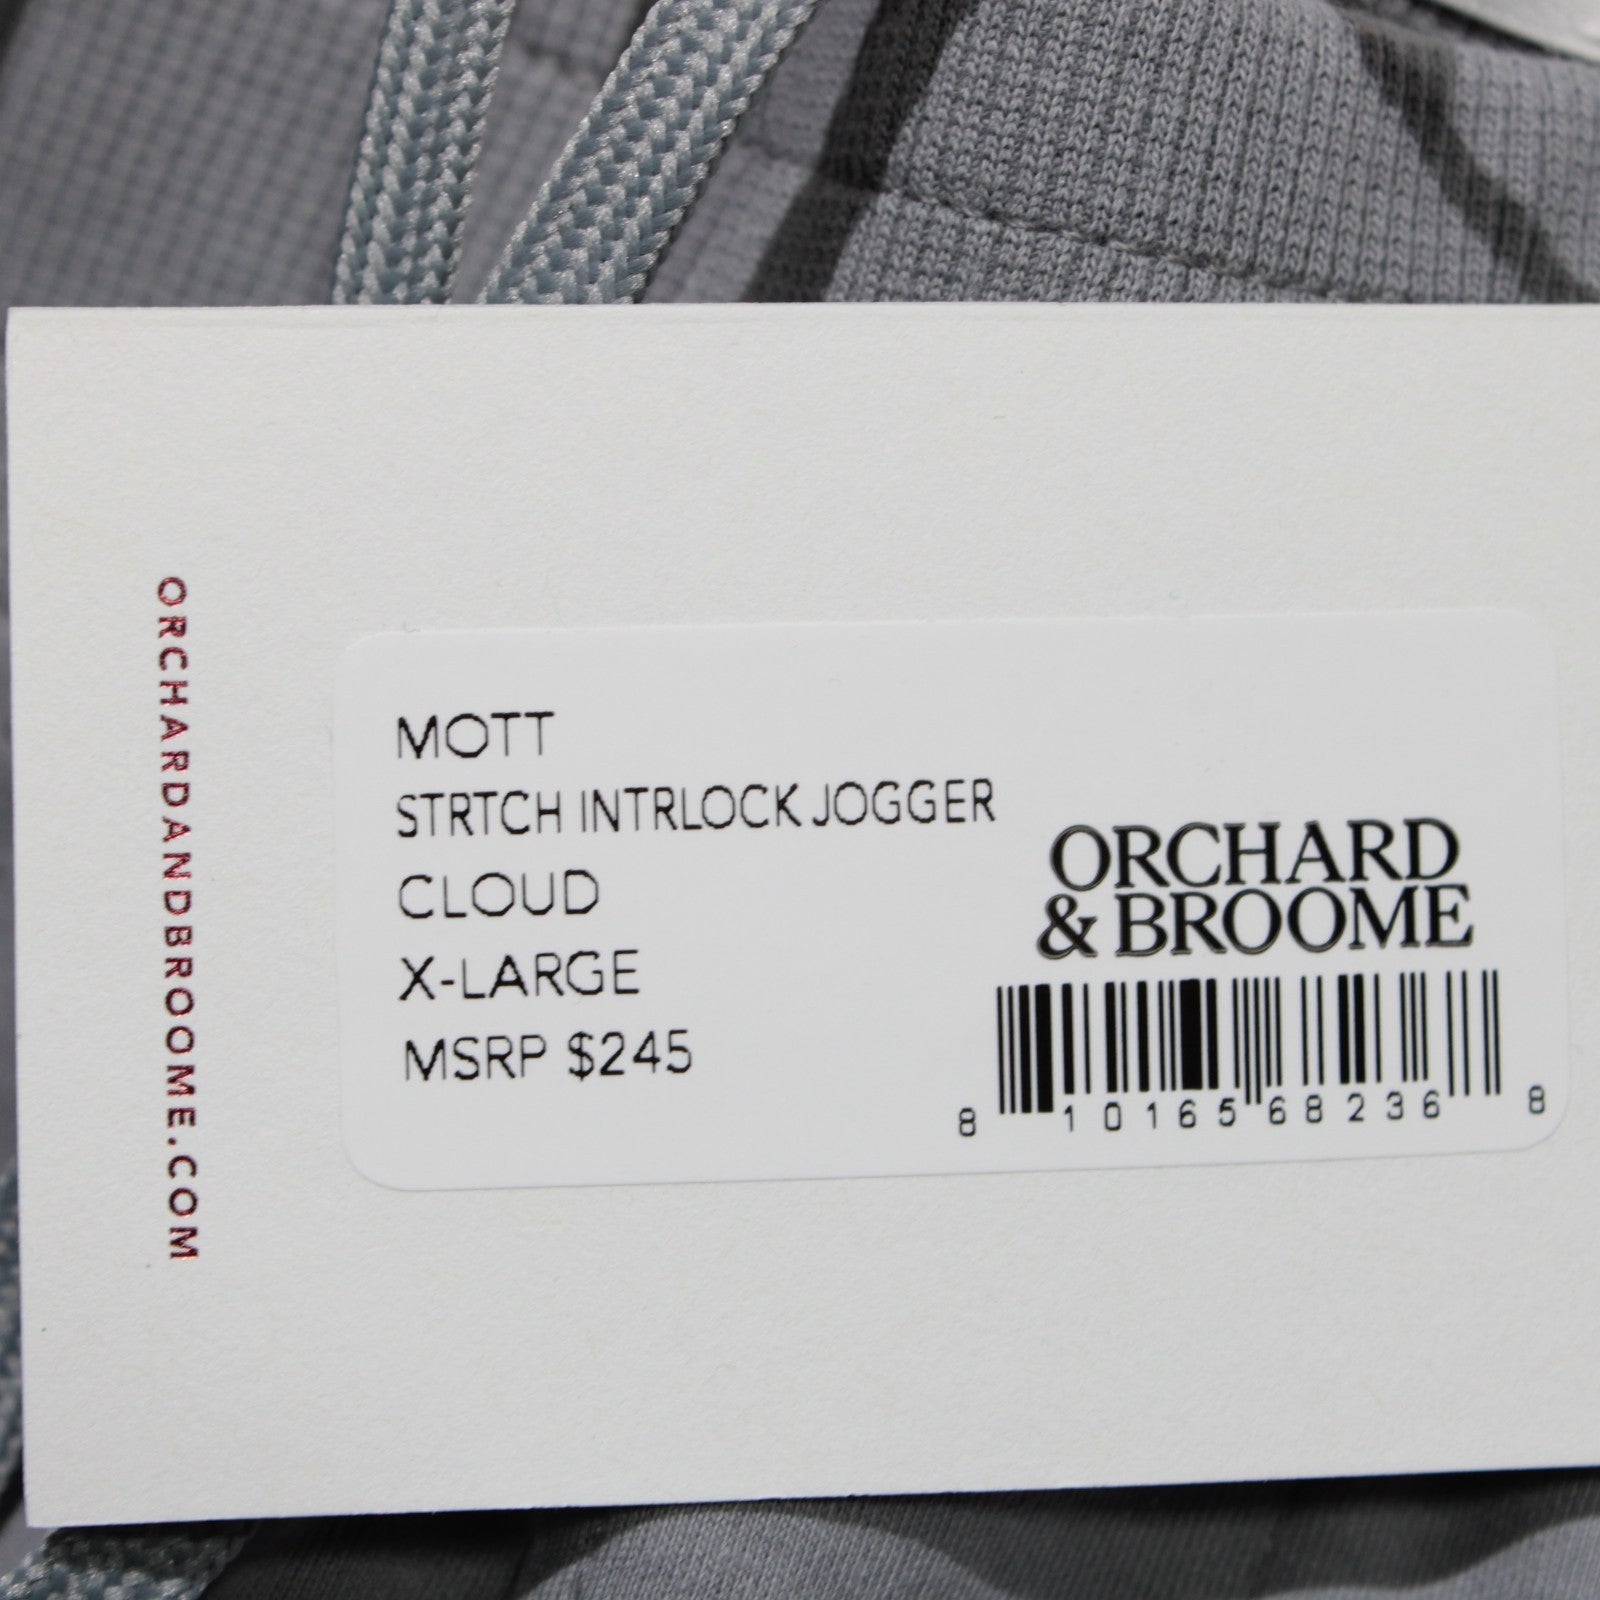 ORCHARDANDBROOME.COM
MOTT
STRTCH INTRLOCK JOGGER
CLOUD
X-LARGE
MSRP $245
ORCHARD
& BROOME
8 10165 68236 8